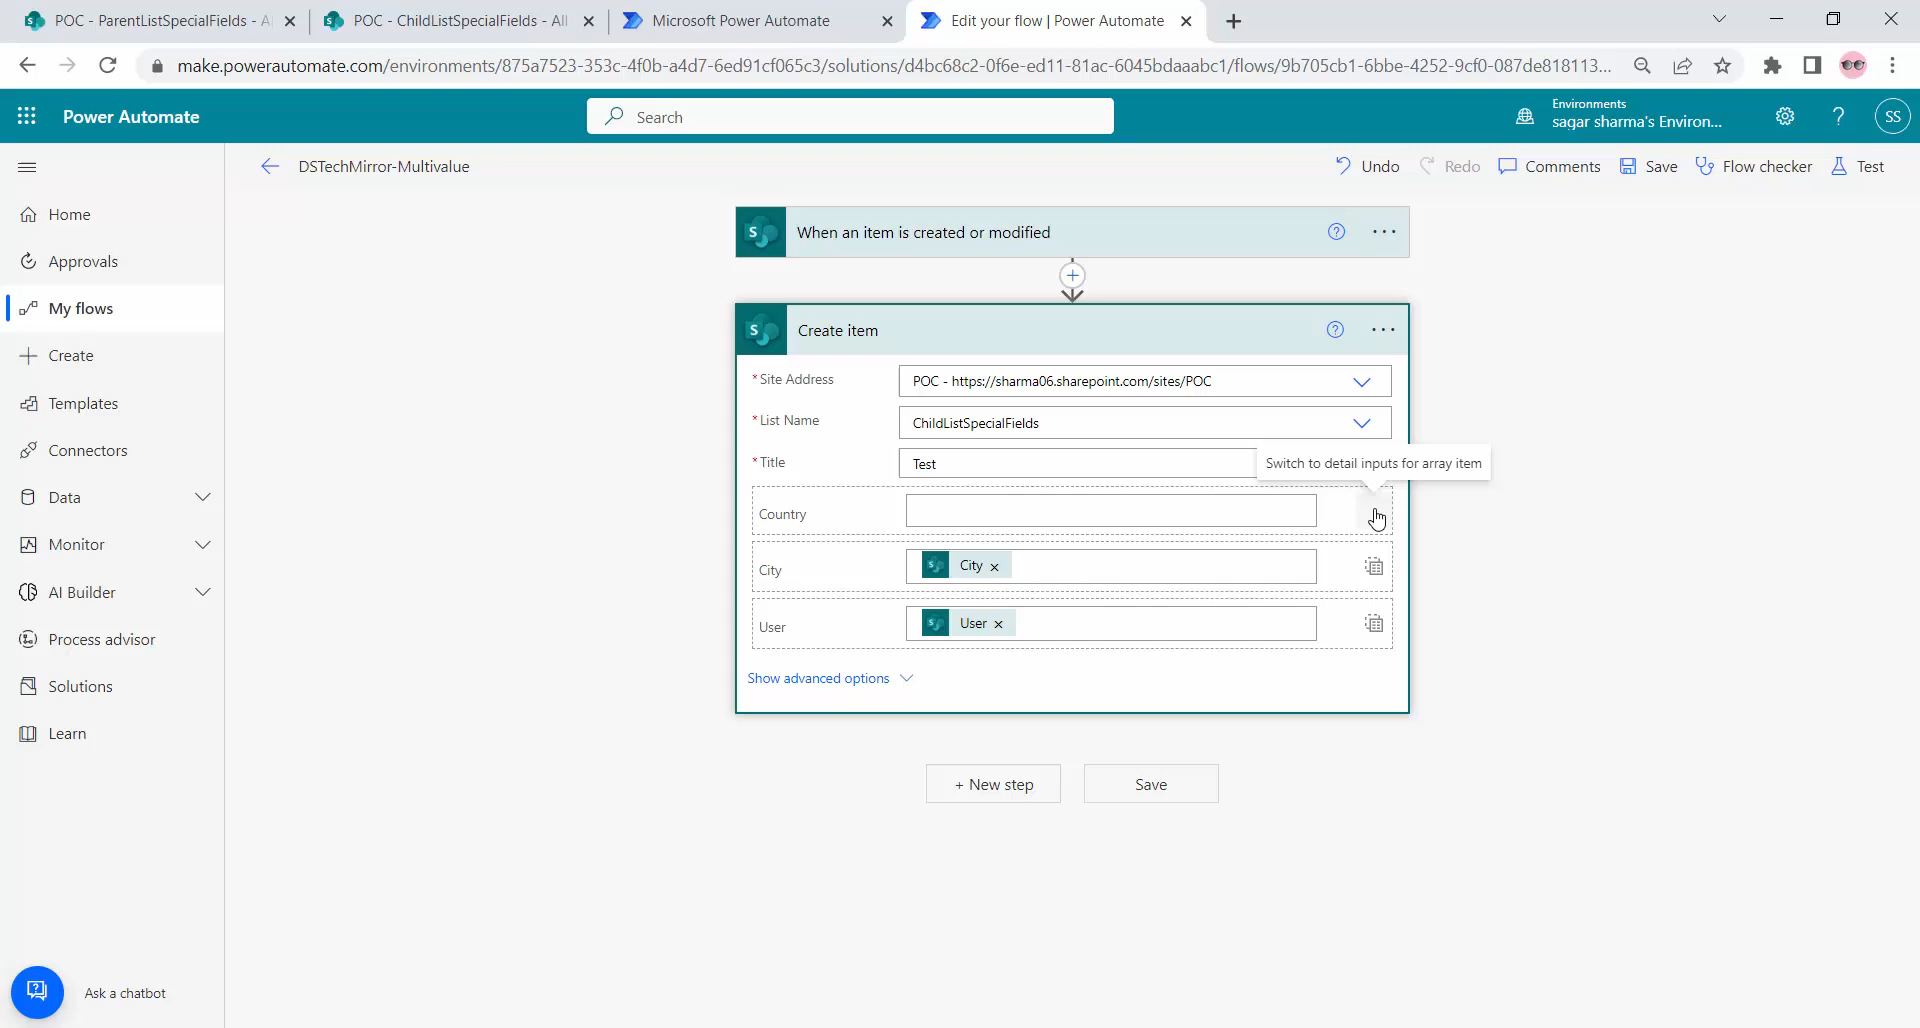 POC - ParentListSpecialFields - A
POC - ChildListSpecialFields - All
Microsoft Power Automate
Edit your flow | Power Automate
make.powerautomate.com/environments/875a7523-353c-4f0b-a4d7-6ed91cf065c3/solutions/d4bc68c2-0f6e-ed11-81ac-6045bdaaabc1/flows/9b705cb1-6bbe-4252-9cf0-087de818113...
Power Automate
Search
Environments
sagar sharma's Environ...
SS
DSTechMirror-Multivalue
Undo
Redo
Comments
Save
Flow checker
Test
Home
Approvals
My flows
Create
Templates
Connectors
Data
Monitor
AI Builder
Process advisor
Solutions
Learn
Ask a chatbot
When an item is created or modified
Create item
* Site Address
POC - https://sharma06.sharepoint.com/sites/POC
* List Name
ChildListSpecialFields
* Title
Test
Switch to detail inputs for array item
Country
City
City ×
User
User ×
Show advanced options
+ New step
Save